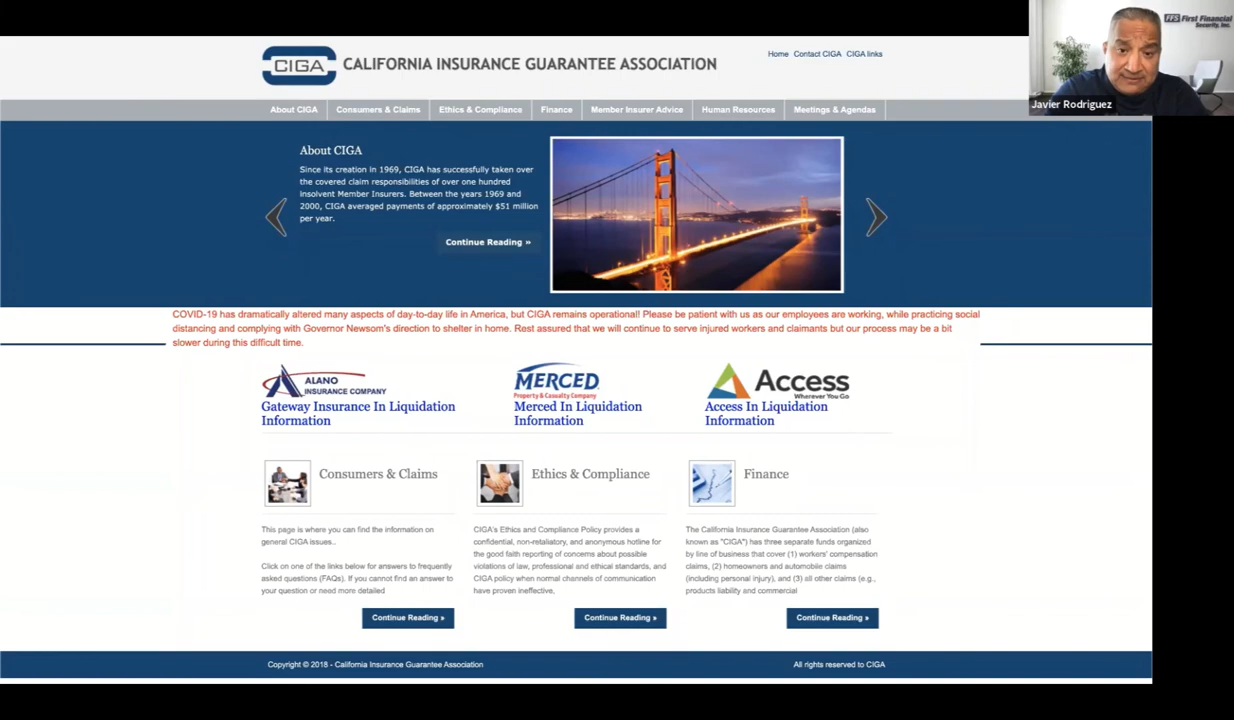 CIGA CALIFORNIA INSURANCE GUARANTEE ASSOCIATION
Home Contact CIGA CIGA links
FFS First Financial
Security, Inc.
Javier Rodriguez
About CIGA Consumers & Claims Ethics & Compliance Finance Member Insurer Advice Human Resources Meetings & Agendas
About CIGA
Since its creation in 1969, CIGA has successfully taken over
the covered claim responsibilities of over one hundred
insolvent Member Insurers. Between the years 1969 and
2000, CIGA averaged payments of approximately $51 million
per year.
Continue Reading »
COVID-19 has dramatically altered many aspects of day-to-day life in America, but CIGA remains operational! Please be patient with us as our employees are working, while practicing social
distancing and complying with Governor Newsom's direction to shelter in home. Rest assured that we will continue to serve injured workers and claimants but our process may be a bit
slower during this difficult time.
ALANO
INSURANCE COMPANY
Gateway Insurance In Liquidation
Information
MERCED
Property & Casualty Company
Merced In Liquidation
Information
Access
Wherever You Go
Access In Liquidation
Information
Consumers & Claims
This page is where you can find the information on
general CIGA issues..
Click on one of the links below for answers to frequently
asked questions (FAQs). If you cannot find an answer to
your question or need more detailed
Continue Reading »
Ethics & Compliance
CIGA's Ethics and Compliance Policy provides a
confidential, non-retaliatory, and anonymous hotline for
the good faith reporting of concerns about possible
violations of law, professional and ethical standards, and
CIGA policy when normal channels of communication
have proven ineffective,
Continue Reading »
Finance
The California Insurance Guarantee Association (also
known as "CIGA") has three separate funds organized
by line of business that cover (1) workers' compensation
claims, (2) homeowners and automobile claims
(including personal injury), and (3) all other claims (e.g.,
products liability and commercial
Continue Reading »
Copyright © 2018 - California Insurance Guarantee Association
All rights reserved to CIGA